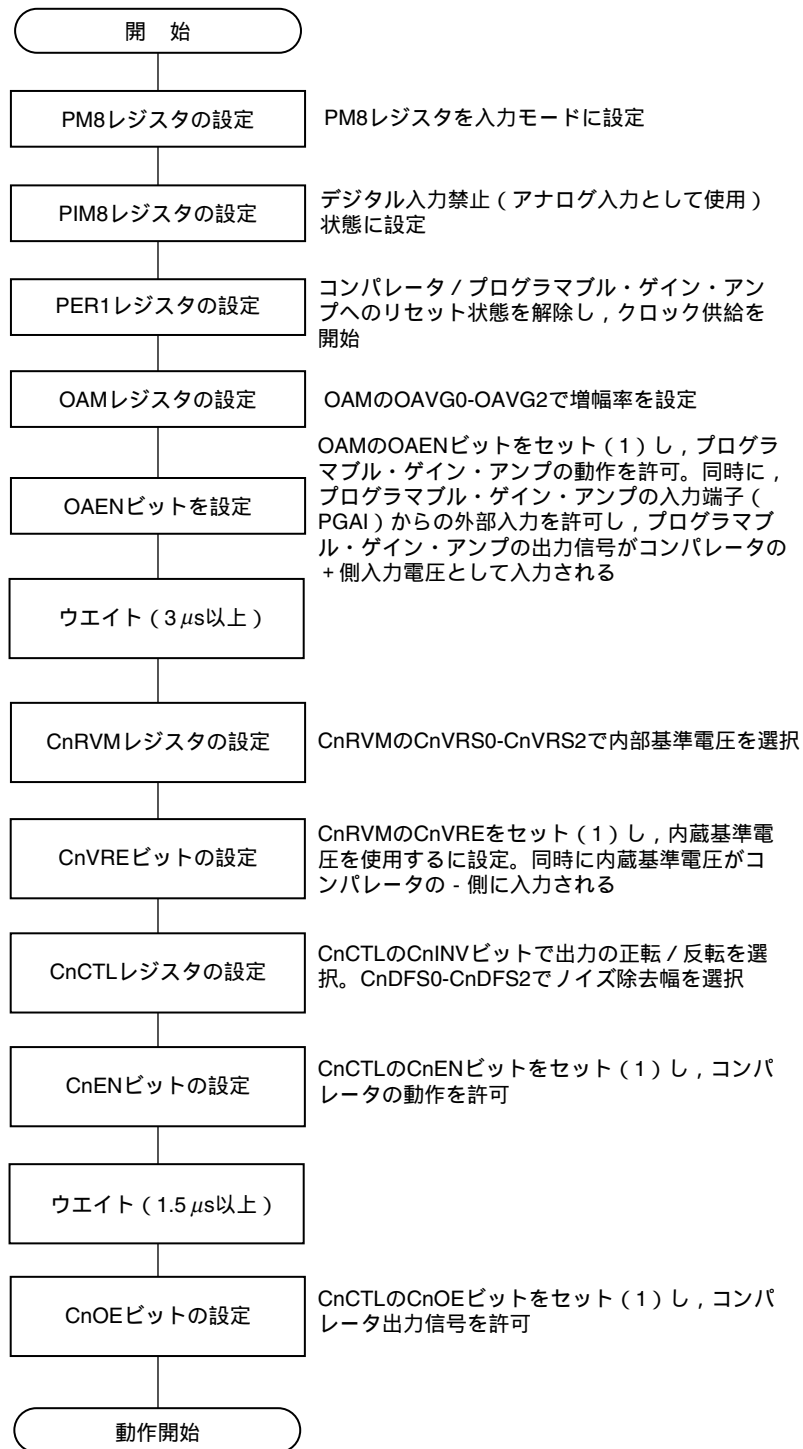 開　始
PM8レジスタの設定
PM8レジスタを入力モードに設定
PIM8レジスタの設定
デジタル入力禁止（アナログ入力として使用）
状態に設定
PER1レジスタの設定
コンパレータ／プログラマブル・ゲイン・アン
プへのリセット状態を解除し，クロック供給を
開始
OAMレジスタの設定
OAMのOAVG0-OAVG2で増幅率を設定
OAENビットを設定
OAMのOAENビットをセット（1）し，プログラ
マブル・ゲイン・アンプの動作を許可。同時に，
プログラマブル・ゲイン・アンプの入力端子（
PGAI）からの外部入力を許可し，プログラマブ
ル・ゲイン・アンプの出力信号がコンパレータの
＋側入力電圧として入力される
ウエイト（3 μs以上）
CnRVMレジスタの設定
CnRVMのCnVRS0-CnVRS2で内部基準電圧を選択
CnVREビットの設定
CnRVMのCnVREをセット（1）し，内蔵基準電
圧を使用するに設定。同時に内蔵基準電圧がコ
ンパレータの - 側に入力される
CnCTLレジスタの設定
CnCTLのCnINVビットで出力の正転／反転を選
択。CnDFS0-CnDFS2でノイズ除去幅を選択
CnENビットの設定
CnCTLのCnENビットをセット（1）し，コンパ
レータの動作を許可
ウエイト（1.5 μs以上）
CnOEビットの設定
CnCTLのCnOEビットをセット（1）し，コンパ
レータ出力信号を許可
動作開始